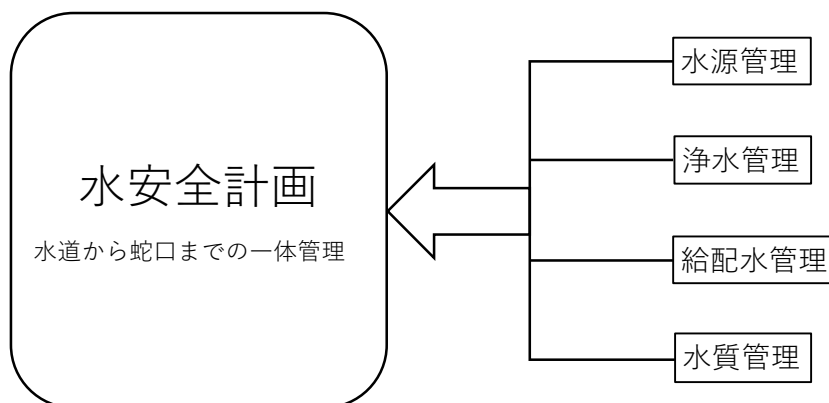 水安全計画
水道から蛇口までの一体管理
水源管理
浄水管理
給配水管理
水質管理